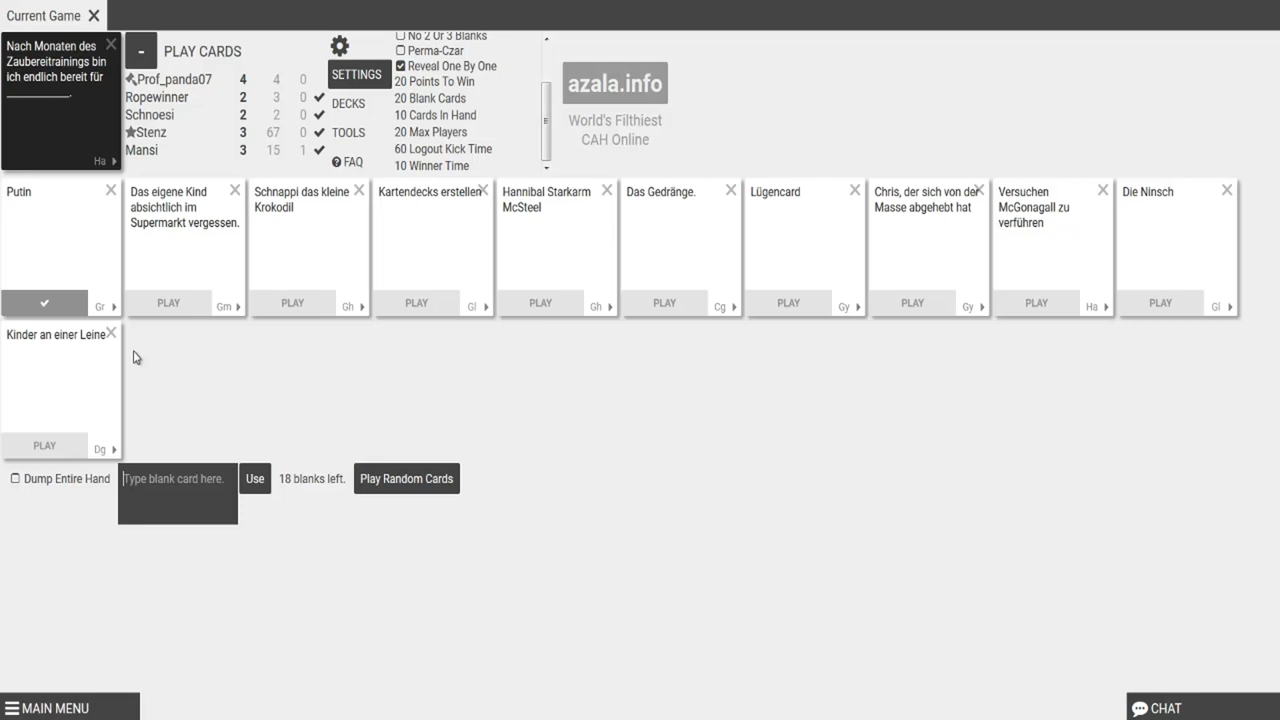 Current Game
Nach Monaten des
Zaubereitrainings bin
ich endlich bereit für
___________.
Ha
-
PLAY CARDS
Prof_panda07 4 4 0
Ropewinner 2 3 0
Schnoesi 2 2 0
Stenz 3 67 0
Mansi 3 15 1
SETTINGS
DECKS
TOOLS
FAQ
No 2 Or 3 Blanks
Perma-Czar
Reveal One By One
20 Points To Win
20 Blank Cards
10 Cards In Hand
20 Max Players
60 Logout Kick Time
10 Winner Time
azala.info
World's Filthiest
CAH Online
Putin
Gr
Das eigene Kind
absichtlich im
Supermarkt vergessen.
PLAY
Gm
Schnappi das kleine
Krokodil
PLAY
Gh
Kartendecks erstellen
PLAY
Gl
Hannibal Starkarm
McSteel
PLAY
Gh
Das Gedränge.
PLAY
Cg
Lügencard
PLAY
Gy
Chris, der sich von der
Masse abgehebt hat
PLAY
Gy
Versuchen
McGonagall zu
verführen
PLAY
Ha
Die Ninsch
PLAY
Gl
Kinder an einer Leine
PLAY
Dg
Dump Entire Hand
Type blank card here.
Use
18 blanks left.
Play Random Cards
MAIN MENU
CHAT